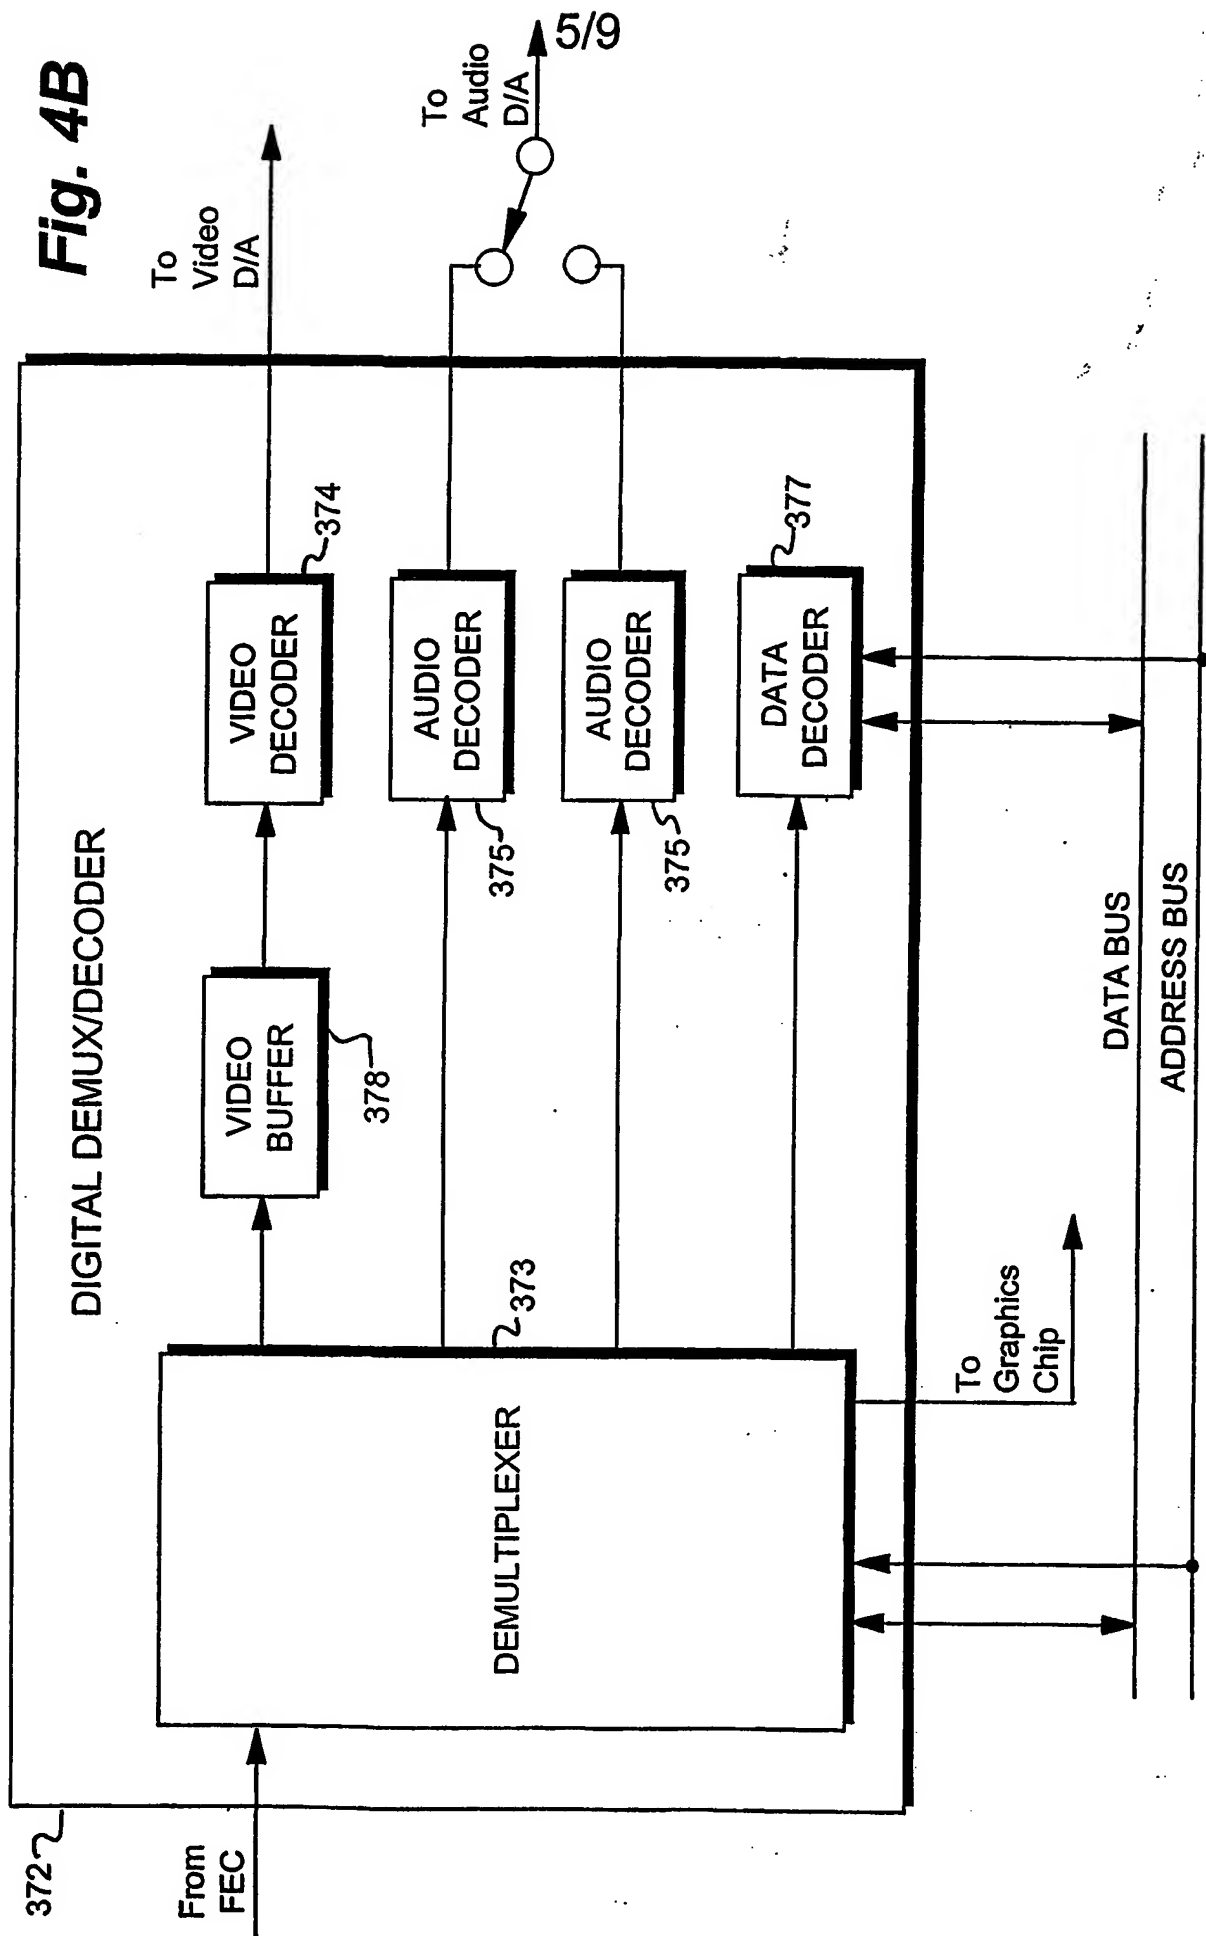 5/9
Fig. 4B
372
From
FEC
DIGITAL DEMUX/DECODER
DEMULTIPLEXER
373
VIDEO
BUFFER
378
VIDEO
DECODER
374
To
Video
D/A
AUDIO
DECODER
375
To
Audio
D/A
AUDIO
DECODER
375
DATA
DECODER
377
To
Graphics
Chip
DATA BUS
ADDRESS BUS